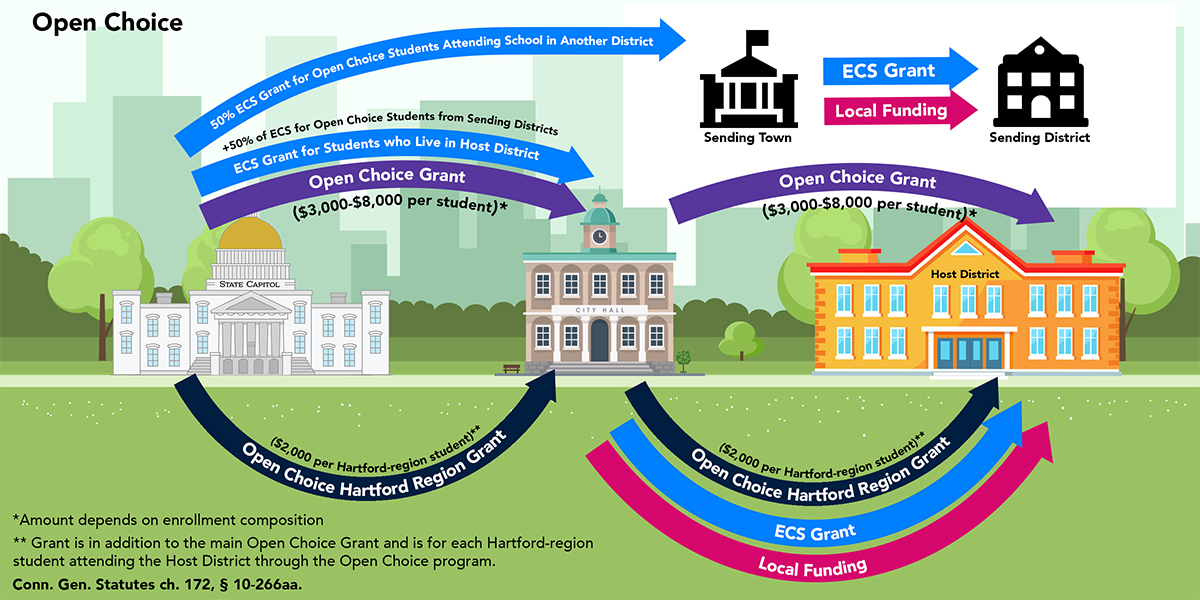 Open Choice
50% ECS Grant for Open Choice Students Attending School in Another District
+50% of ECS for Open Choice Students from Sending Districts
ECS Grant for Students who Live in Host District
Open Choice Grant
($3,000-$8,000 per student)*
Sending Town
ECS Grant
Local Funding
Sending District
Open Choice Grant
($3,000-$8,000 per student)*
STATE CAPITOL
CITY HALL
Host District
($2,000 per Hartford-region student)**
Open Choice Hartford Region Grant
($2,000 per Hartford-region student)**
Open Choice Hartford Region Grant
ECS Grant
Local Funding
*Amount depends on enrollment composition
** Grant is in addition to the main Open Choice Grant and is for each Hartford-region
student attending the Host District through the Open Choice program.
Conn. Gen. Statutes ch. 172, § 10-266aa.